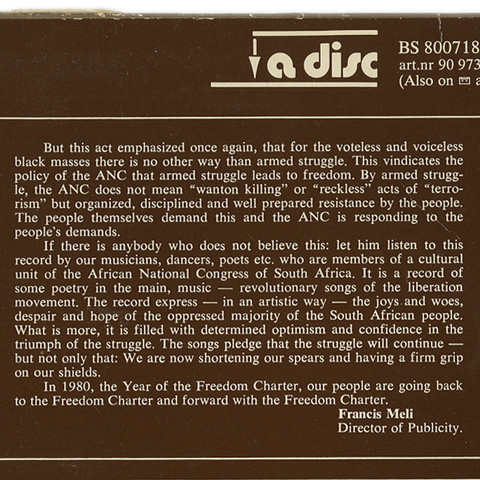 a disc
BS 800718
art.nr 90 973
(Also on
But this act emphasized once again, that for the voteless and voiceless
black masses there is no other way than armed struggle. This vindicates the
policy of the ANC that armed struggle leads to freedom. By armed strugg-
le, the ANC does not mean “wanton killing” or “reckless” acts of “terro-
rism” but organized, disciplined and well prepared resistance by the people.
The people themselves demand this and the ANC is responding to the
people’s demands.
If there is anybody who does not believe this: let him listen to this
record by our musicians, dancers, poets etc. who are members of a cultural
unit of the African National Congress of South Africa. It is a record of
some poetry in the main, music — revolutionary songs of the liberation
movement. The record express — in an artistic way — the joys and woes,
despair and hope of the oppressed majority of the South African people.
What is more, it is filled with determined optimism and confidence in the
triumph of the struggle. The songs pledge that the struggle will continue —
but not only that: We are now shortening our spears and having a firm grip
on our shields.
In 1980, the Year of the Freedom Charter, our people are going back
to the Freedom Charter and forward with the Freedom Charter.
Francis Meli
Director of Publicity.